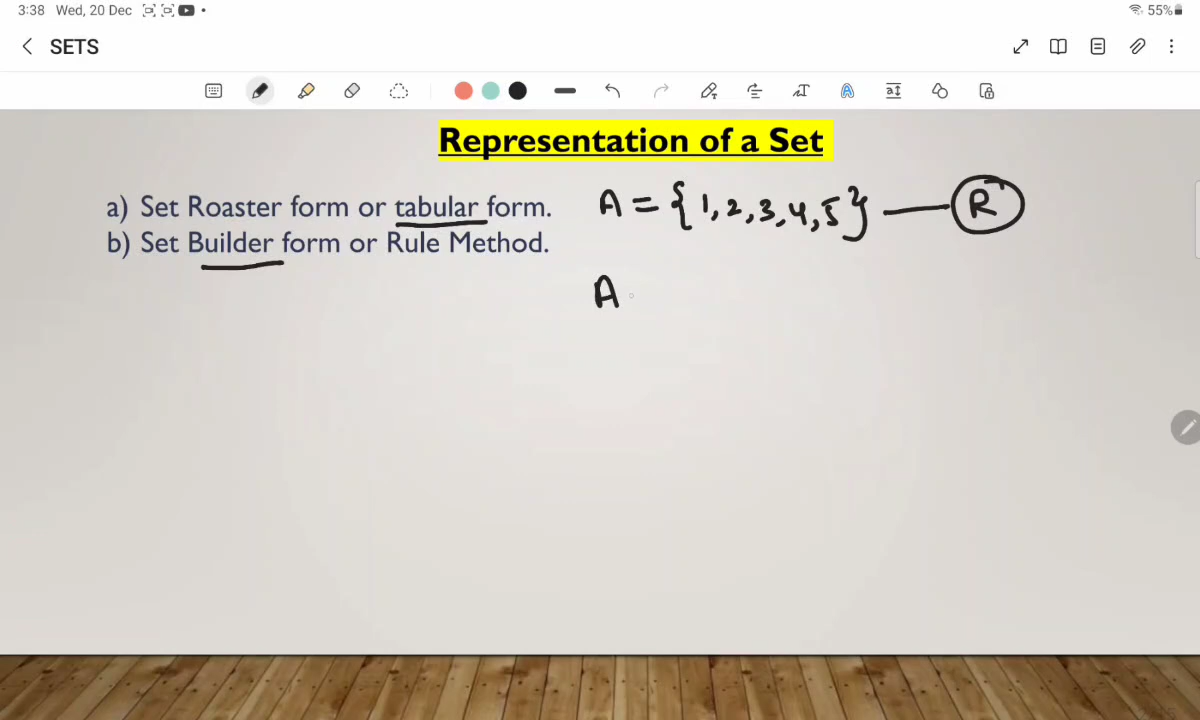 3:38 Wed, 20 Dec 55%
SETS
Representation of a Set
a) Set Roaster form or tabular form. A = {1,2,3,4,5} — R
b) Set Builder form or Rule Method.
A